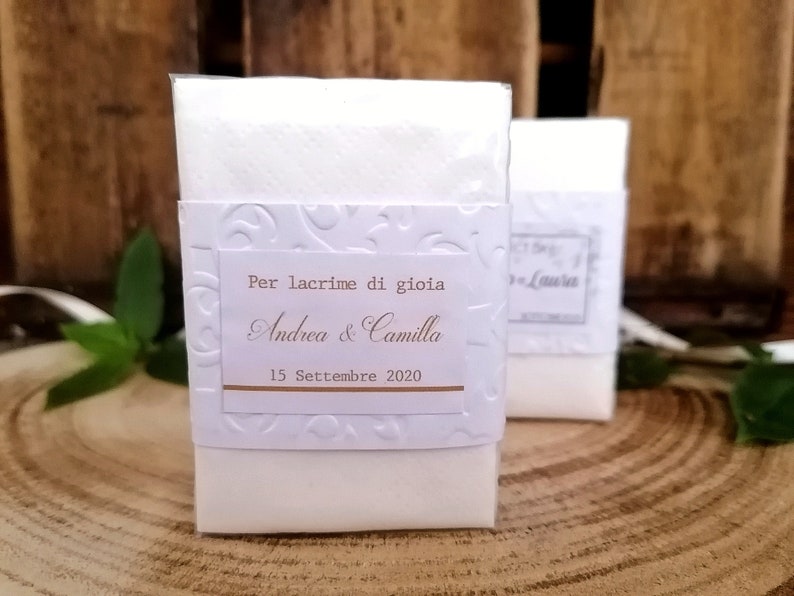 Per lacrime di gioia
Andrea & Camilla
15 Settembre 2020
Laura